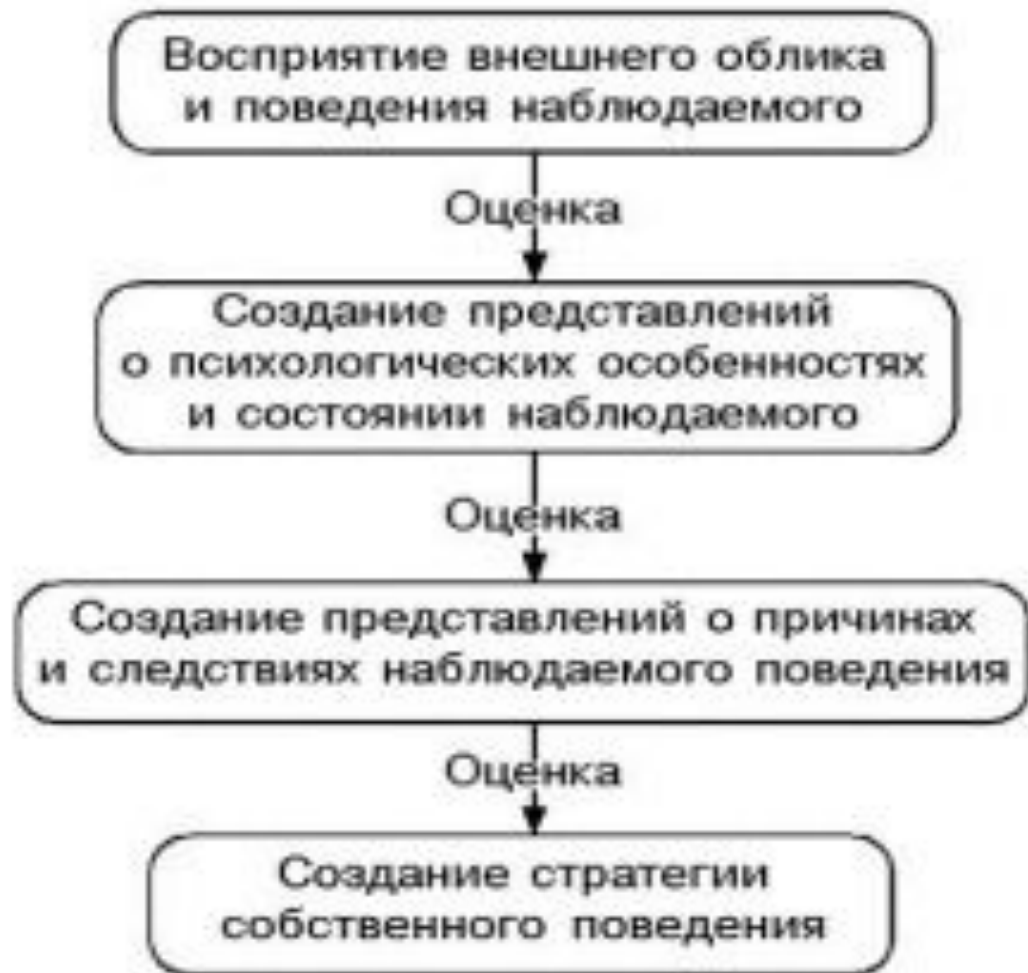 Восприятие внешнего облика
и поведения наблюдаемого
Оценка
Создание представлений
о психологических особенностях
и состоянии наблюдаемого
Оценка
Создание представлений о причинах
и следствиях наблюдаемого поведения
Оценка
Создание стратегии
собственного поведения